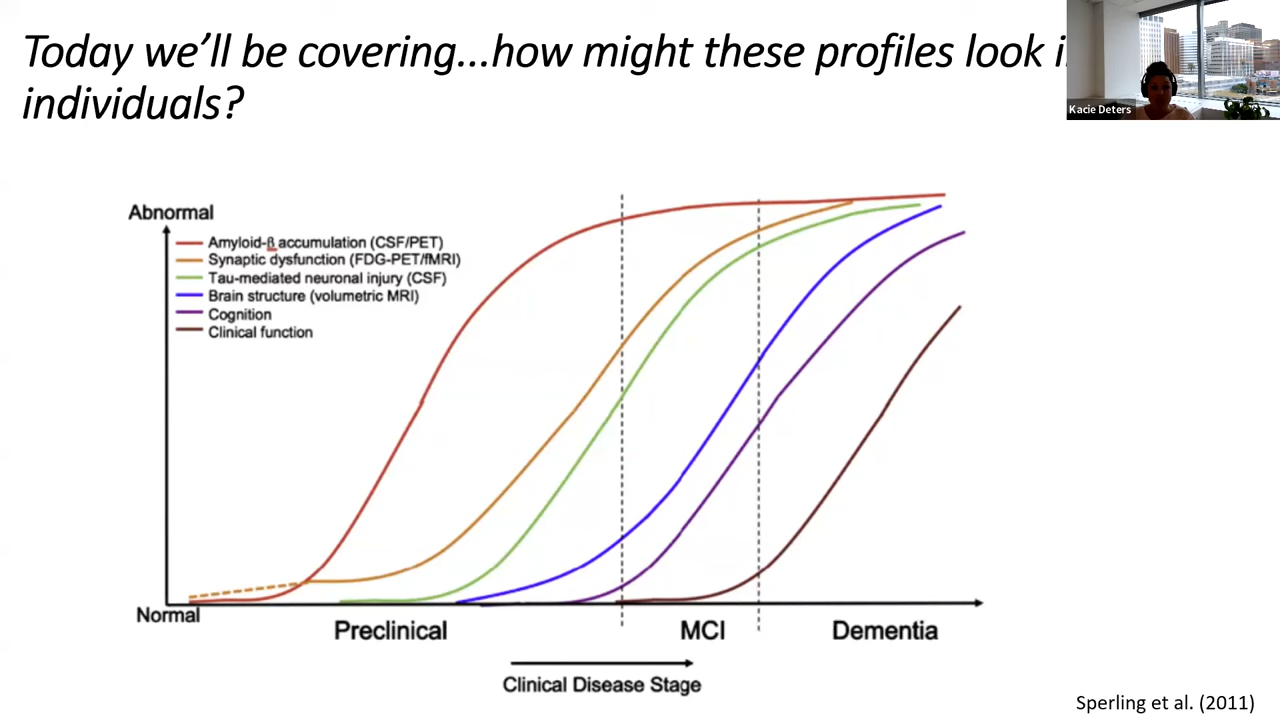 Today we’ll be covering…how might these profiles look i
individuals?
Kacie Deters
Abnormal
Amyloid-β accumulation (CSF/PET)
Synaptic dysfunction (FDG-PET/fMRI)
Tau-mediated neuronal injury (CSF)
Brain structure (volumetric MRI)
Cognition
Clinical function
Normal
Preclinical
MCI
Dementia
Clinical Disease Stage
Sperling et al. (2011)